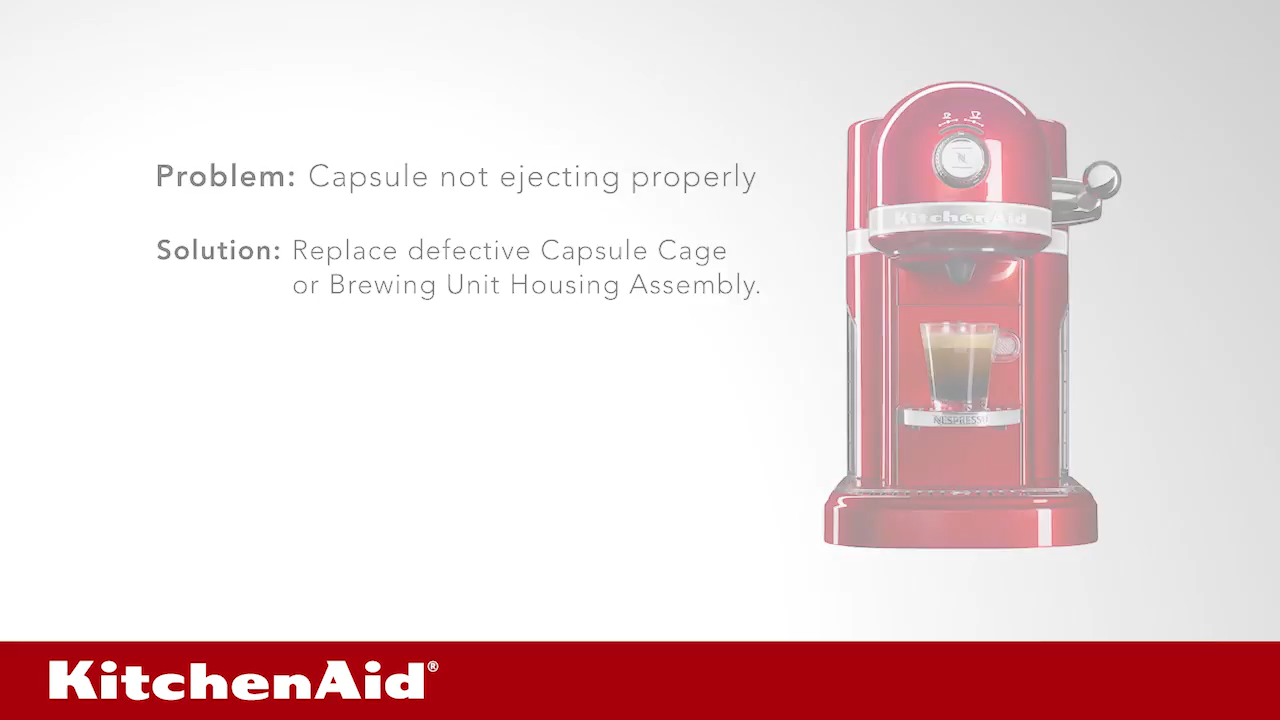 Problem: Capsule not ejecting properly
Solution: Replace defective Capsule Cage
or Brewing Unit Housing Assembly.
KitchenAid
NESPRESSO
KitchenAid®